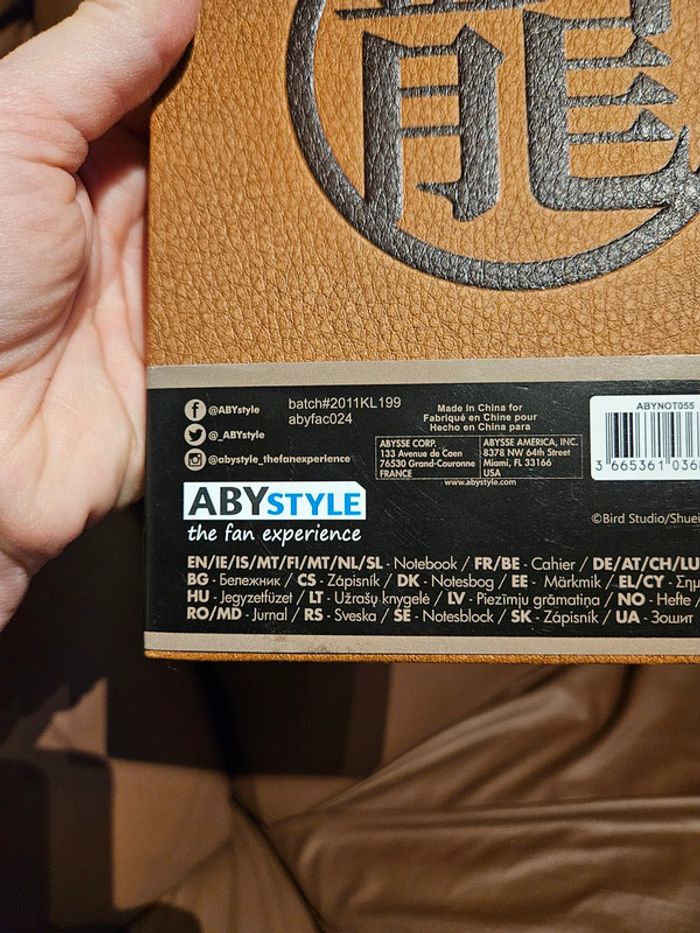 龍
@ABYstyle
@_ABYstyle
@abystyle_thefanexperience
batch#2011KL199
abyfac024
Made in China for
Fabriqué en Chine pour
Hecho en China para
ABYSSE CORP.
133 Avenue de Caen
76530 Grand-Couronne
FRANCE
ABYSSE AMERICA, INC.
8378 NW 64th Street
Miami, FL 33166
USA
www.abystyle.com
ABYNOT055
3 665361 036
©Bird Studio/Shuei
ABYSTYLE
the fan experience
EN/IE/IS/MT/FI/MT/NL/SL - Notebook / FR/BE - Cahier / DE/AT/CH/LU
BG - Бележник / CS - Zápisník / DK - Notesbog / EE - Märkmik / EL/CY - Ση
HU - Jegyzetfüzet / LT - Užrašų knygelė / LV - Piezīmju grāmatiņa / NO - Hefte /
RO/MD - Jurnal / RS - Sveska / SE - Notesblock / SK - Zápisník / UA - Зошит